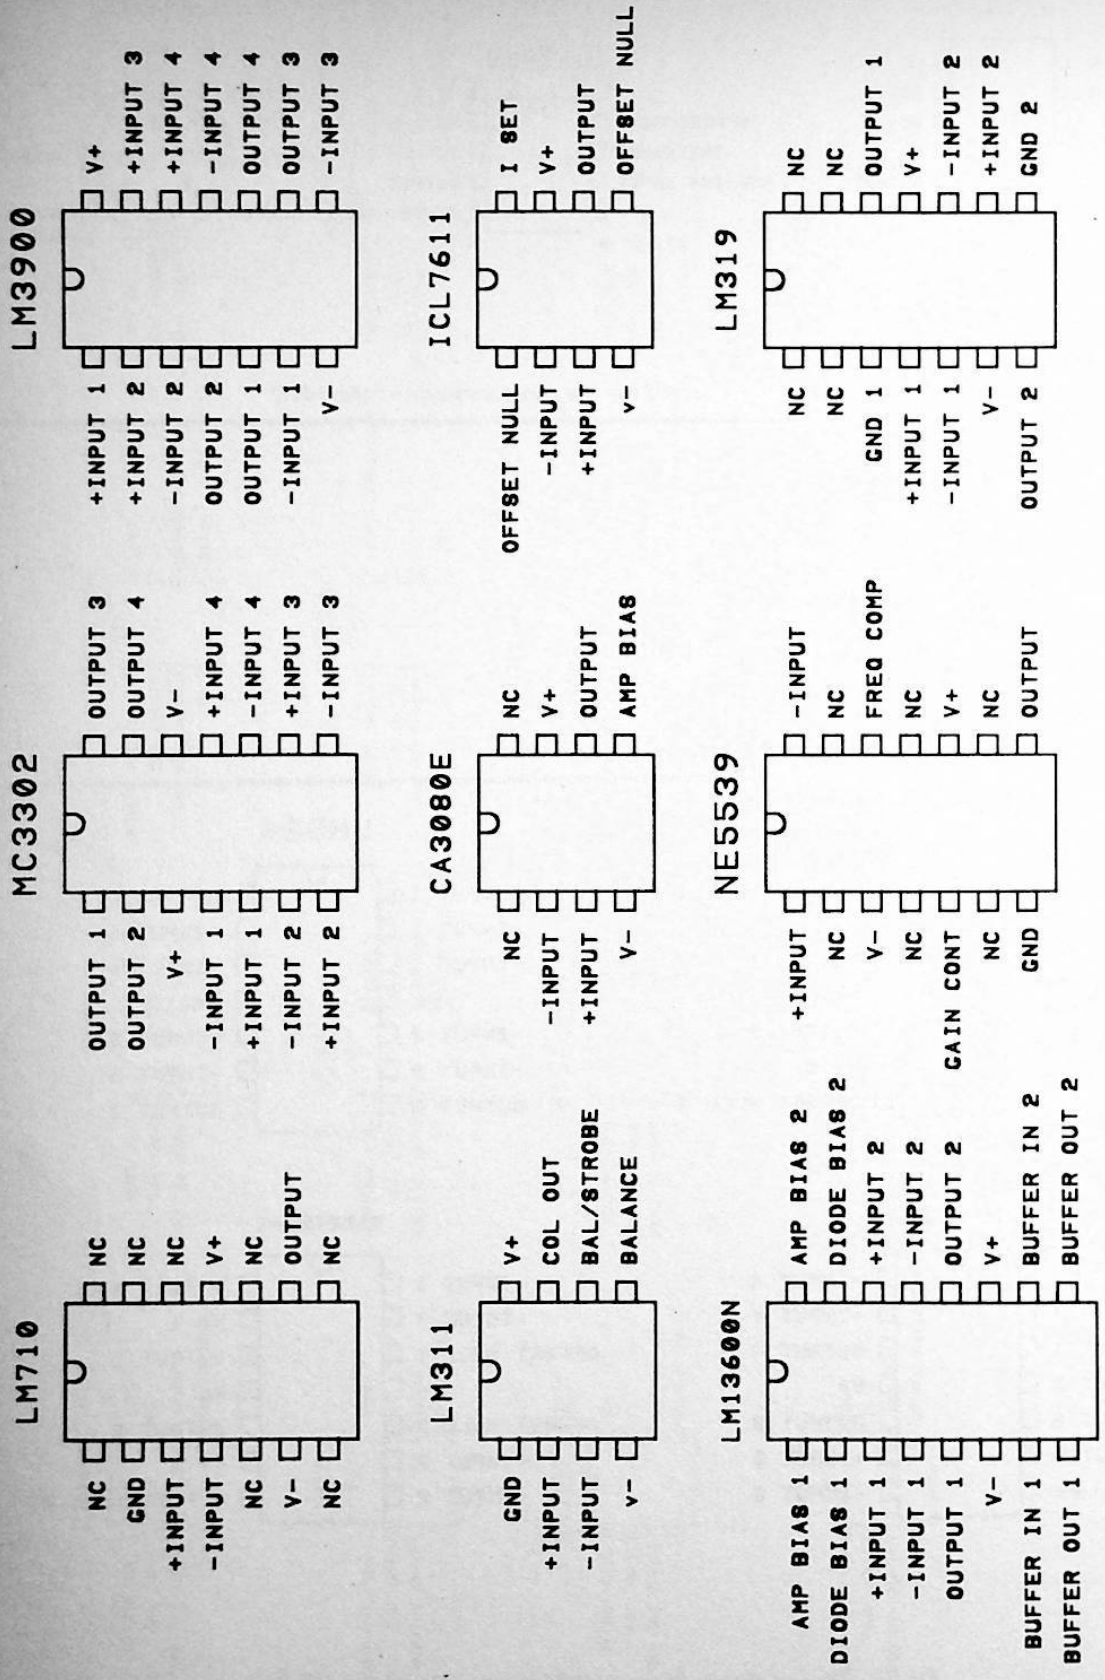 LM710
NC NC
GND NC
+INPUT NC
-INPUT V+
NC NC
V- OUTPUT
NC NC
MC3302
OUTPUT 1 OUTPUT 3
OUTPUT 2 OUTPUT 4
V+ V-
-INPUT 1 +INPUT 4
+INPUT 1 -INPUT 4
-INPUT 2 +INPUT 3
+INPUT 2 -INPUT 3
LM3900
+INPUT 1 V+
+INPUT 2 +INPUT 3
-INPUT 2 +INPUT 4
OUTPUT 2 -INPUT 4
OUTPUT 1 OUTPUT 4
-INPUT 1 OUTPUT 3
V- -INPUT 3
LM311
GND V+
+INPUT COL OUT
-INPUT BAL/STROBE
V- BALANCE
CA3080E
NC NC
-INPUT V+
+INPUT OUTPUT
V- AMP BIAS
ICL7611
OFFSET NULL I SET
-INPUT V+
+INPUT OUTPUT
V- OFFSET NULL
LM13600N
AMP BIAS 1 AMP BIAS 2
DIODE BIAS 1 DIODE BIAS 2
+INPUT 1 +INPUT 2
-INPUT 1 -INPUT 2
OUTPUT 1 OUTPUT 2
V- V+
BUFFER IN 1 BUFFER IN 2
BUFFER OUT 1 BUFFER OUT 2
NE5539
+INPUT -INPUT
NC NC
V- FREQ COMP
NC NC
GAIN CONT V+
NC NC
GND OUTPUT
LM319
NC NC
NC NC
GND 1 OUTPUT 1
+INPUT 1 V+
-INPUT 1 -INPUT 2
V- +INPUT 2
OUTPUT 2 GND 2